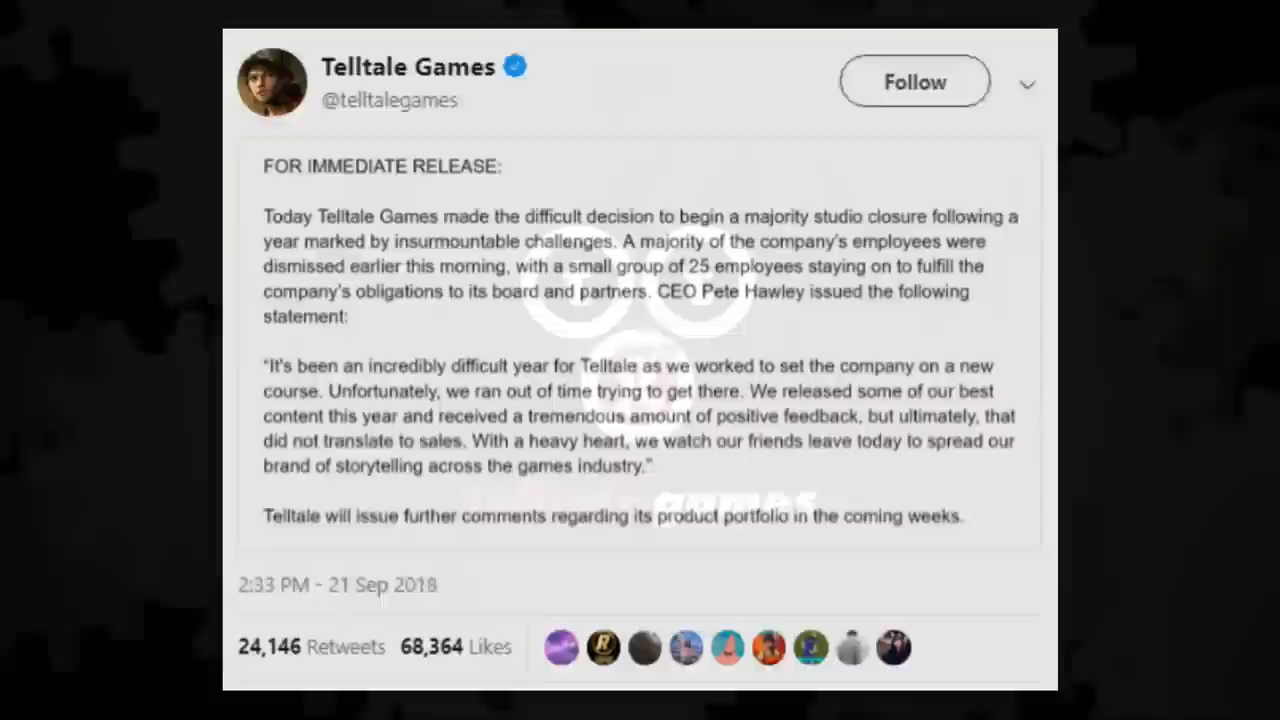 Telltale Games
@telltalegames
Follow
FOR IMMEDIATE RELEASE:
Today Telltale Games made the difficult decision to begin a majority studio closure following a
year marked by insurmountable challenges. A majority of the company's employees were
dismissed earlier this morning, with a small group of 25 employees staying on to fulfill the
company's obligations to its board and partners. CEO Pete Hawley issued the following
statement:
"It's been an incredibly difficult year for Telltale as we worked to set the company on a new
course. Unfortunately, we ran out of time trying to get there. We released some of our best
content this year and received a tremendous amount of positive feedback, but ultimately, that
did not translate to sales. With a heavy heart, we watch our friends leave today to spread our
brand of storytelling across the games industry."
games
Telltale will issue further comments regarding its product portfolio in the coming weeks.
2:33 PM - 21 Sep 2018
24,146 Retweets 68,364 Likes